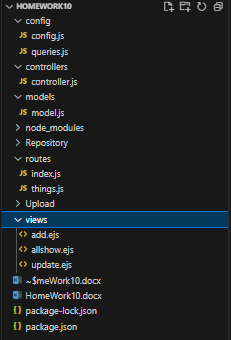 HOMEWORK10
config
JS config.js
JS queries.js
controllers
JS controller.js
models
JS model.js
node_modules
Repository
routes
JS index.js
JS things.js
Upload
views
<> add.ejs
<> allshow.ejs
<> update.ejs
~$meWork10.docx
HomeWork10.docx
{} package-lock.json
{} package.json